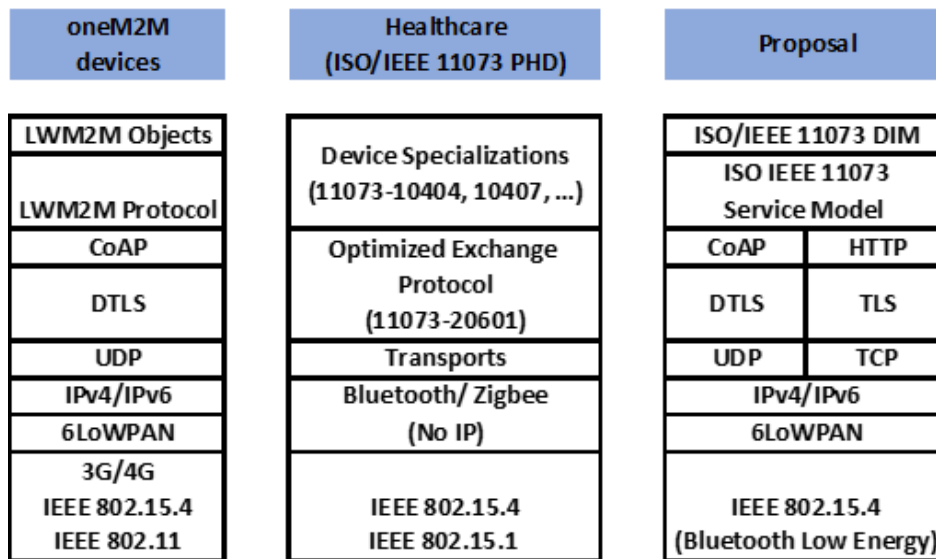 oneM2M
devices
Healthcare
(ISO/IEEE 11073 PHD)
Proposal
LWM2M Objects
LWM2M Protocol
CoAP
DTLS
UDP
IPv4/IPv6
6LoWPAN
3G/4G
IEEE 802.15.4
IEEE 802.11
Device Specializations
(11073-10404, 10407, ...)
Optimized Exchange
Protocol
(11073-20601)
Transports
Bluetooth/ Zigbee
(No IP)
IEEE 802.15.4
IEEE 802.15.1
ISO/IEEE 11073 DIM
ISO IEEE 11073
Service Model
CoAP HTTP
DTLS TLS
UDP TCP
IPv4/IPv6
6LoWPAN
IEEE 802.15.4
(Bluetooth Low Energy)